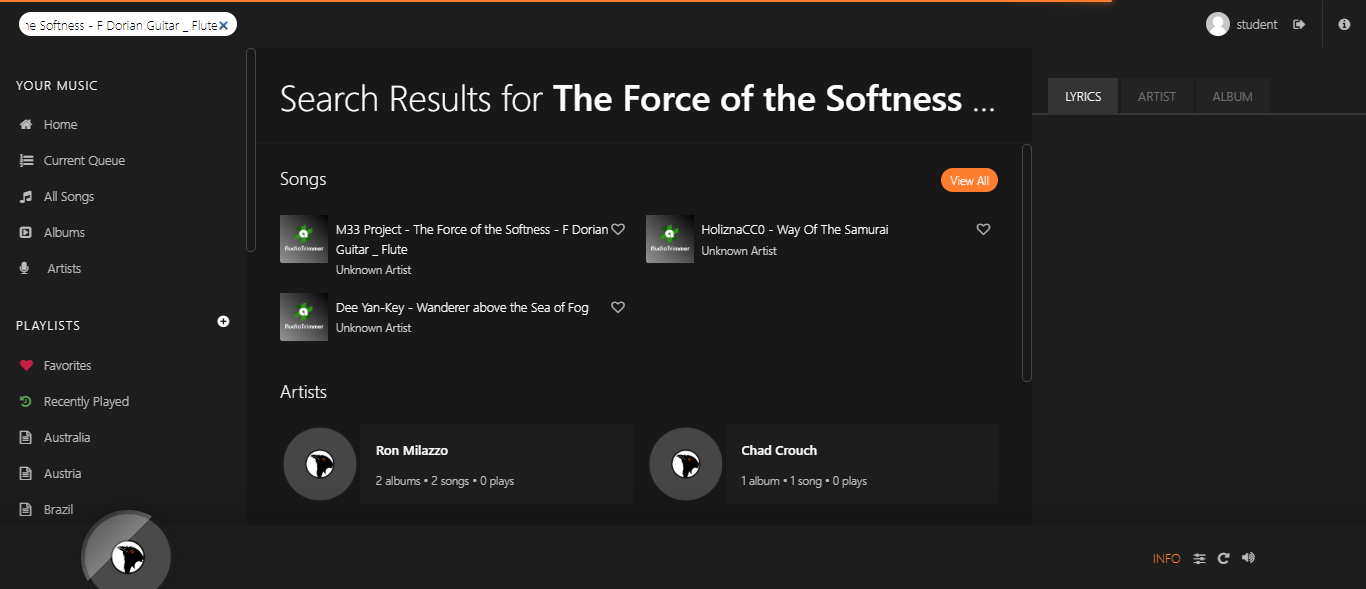 he Softness - F Dorian Guitar _ Flute
student
YOUR MUSIC
Home
Current Queue
All Songs
Albums
Artists
PLAYLISTS
Favorites
Recently Played
Australia
Austria
Brazil
Search Results for The Force of the Softness ...
Songs
View All
M33 Project - The Force of the Softness - F Dorian
Guitar _ Flute
Unknown Artist
HoliznaCC0 - Way Of The Samurai
Unknown Artist
Dee Yan-Key - Wanderer above the Sea of Fog
Unknown Artist
AudioTrimmer
AudioTrimmer
AudioTrimmer
Artists
Ron Milazzo
2 albums • 2 songs • 0 plays
Chad Crouch
1 album • 1 song • 0 plays
LYRICS
ARTIST
ALBUM
INFO